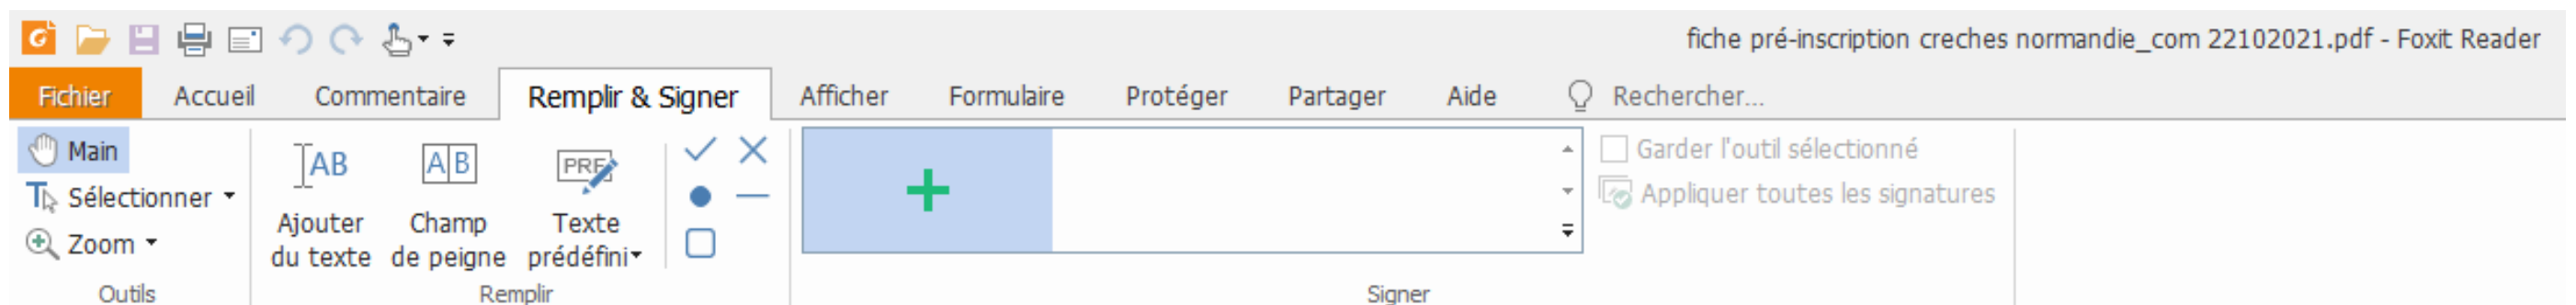 fiche pré-inscription creches normandie_com 22102021.pdf - Foxit Reader
Fichier Accueil Commentaire Remplir & Signer Afficher Formulaire Protéger Partager Aide Rechercher...
Main
Sélectionner
Zoom
Outils
AB
Ajouter
du texte
AB
Champ
de peigne
PRE
Texte
prédéfini
Remplir
Garder l'outil sélectionné
Appliquer toutes les signatures
Signer